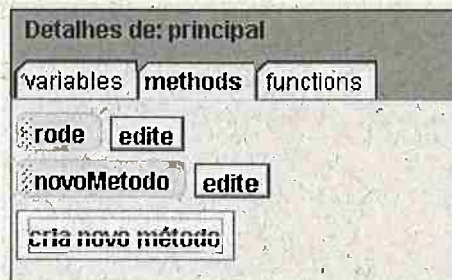 Detalhes de: principal
variables methods functions
rode edite
novoMetodo edite
cria novo método